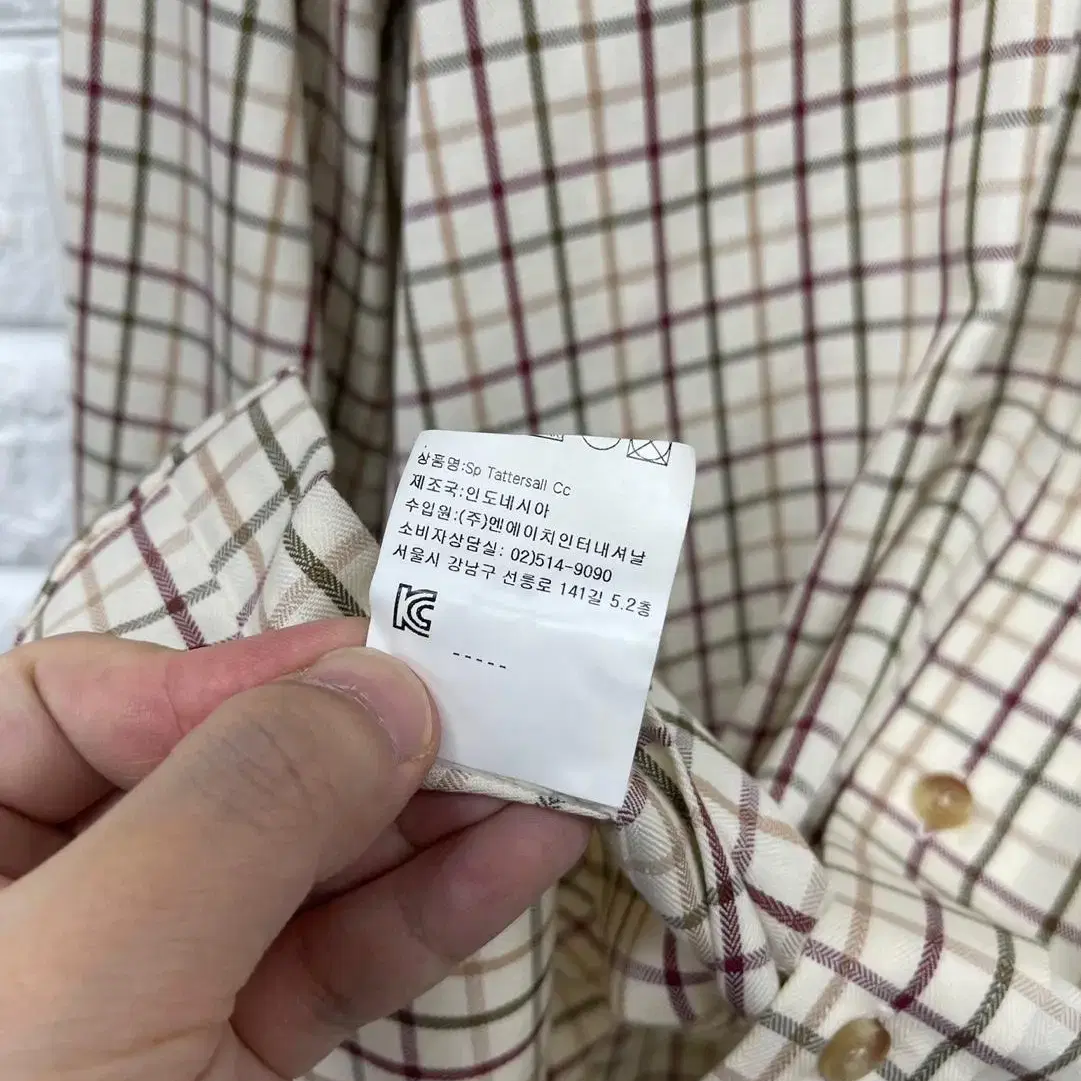 상품명:Sp Tattersall Cc
제조국:인도네시아
수입원:(주)엔에이치인터내셔날
소비자상담실: 02)514-9090
서울시 강남구 선릉로 141길 5.2층
KC
-----